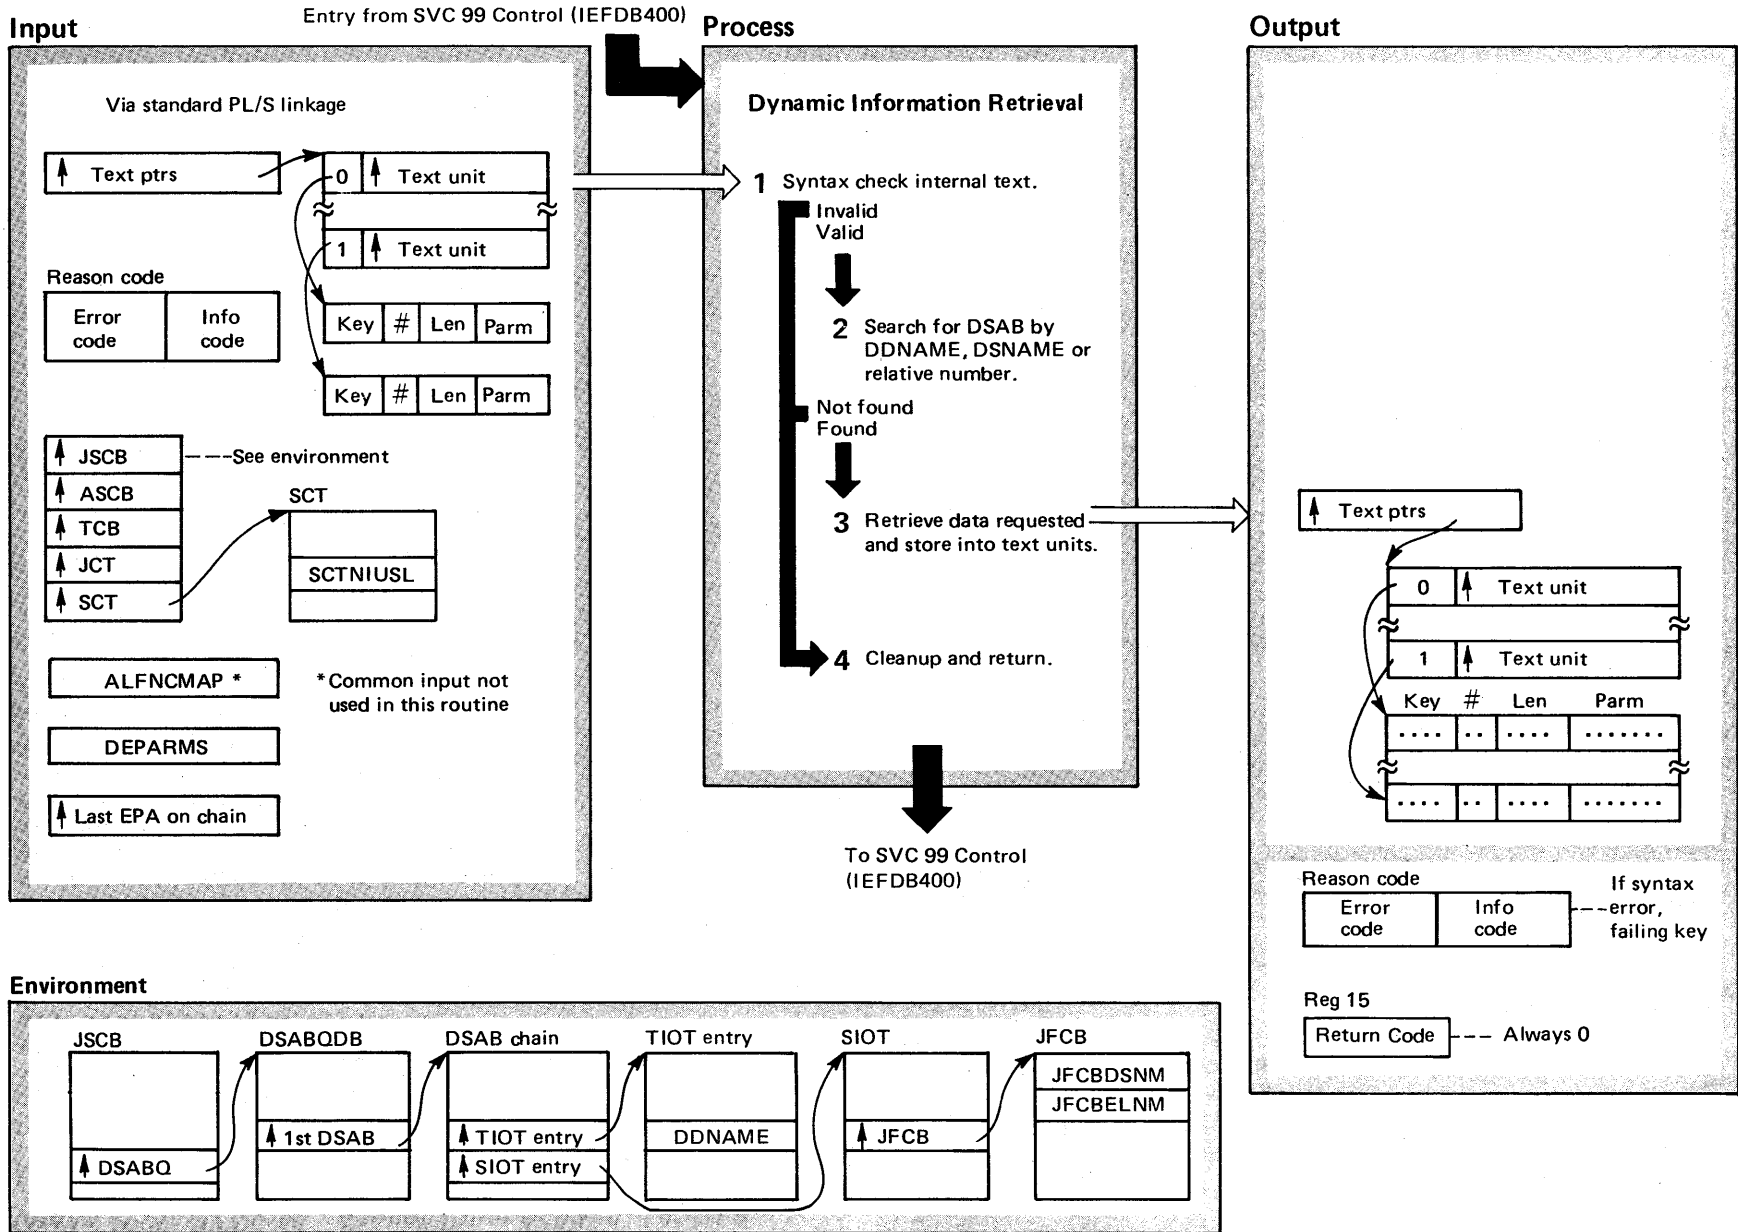 Entry from SVC 99 Control (IEFDB400)
Input
Via standard PL/S linkage
Text ptrs
0 Text unit
1 Text unit
Reason code
Error code
Info code
Key # Len Parm
Key # Len Parm
JSCB
---See environment
ASCB
TCB
JCT
SCT
SCT
SCTNIUSL
ALFNCMAP *
*Common input not
used in this routine
DEPARMS
Last EPA on chain
Process
Dynamic Information Retrieval
1 Syntax check internal text.
Invalid
Valid
2 Search for DSAB by
DDNAME, DSNAME or
relative number.
Not found
Found
3 Retrieve data requested
and store into text units.
4 Cleanup and return.
To SVC 99 Control
(IEFDB400)
Output
Text ptrs
0 Text unit
1 Text unit
Key # Len Parm
.... .. .... .......
.... .. .... .......
Reason code
Error code
Info code
If syntax
error,
failing key
Reg 15
Return Code --- Always 0
Environment
JSCB
DSABQ
DSABQDB
1st DSAB
DSAB chain
TIOT entry
SIOT entry
TIOT entry
DDNAME
SIOT
JFCB
JFCB
JFCBDSNM
JFCBELNM